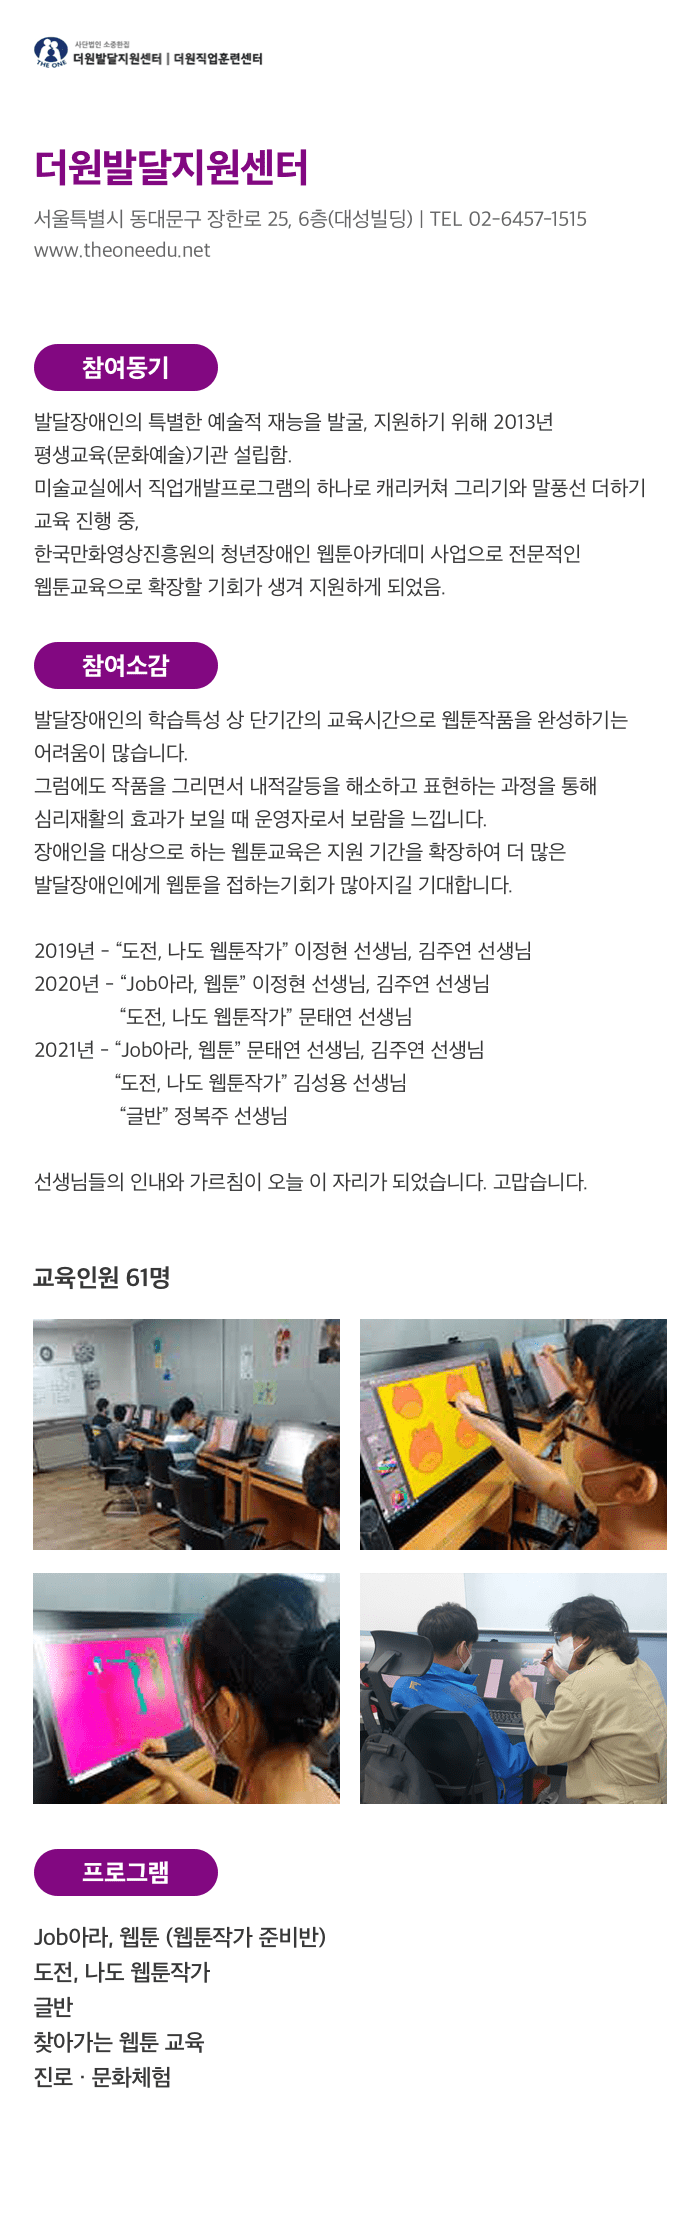 사단법인 소중한집
더원발달지원센터 | 더원직업훈련센터
THE ONE
더원발달지원센터
서울특별시 동대문구 장한로 25, 6층(대성빌딩) | TEL 02-6457-1515
www.theoneedu.net
참여동기
발달장애인의 특별한 예술적 재능을 발굴, 지원하기 위해 2013년
평생교육(문화예술)기관 설립함.
미술교실에서 직업개발프로그램의 하나로 캐리커쳐 그리기와 말풍선 더하기
교육 진행 중,
한국만화영상진흥원의 청년장애인 웹툰아카데미 사업으로 전문적인
웹툰교육으로 확장할 기회가 생겨 지원하게 되었음.
참여소감
발달장애인의 학습특성 상 단기간의 교육시간으로 웹툰작품을 완성하기는
어려움이 많습니다.
그럼에도 작품을 그리면서 내적갈등을 해소하고 표현하는 과정을 통해
심리재활의 효과가 보일 때 운영자로서 보람을 느낍니다.
장애인을 대상으로 하는 웹툰교육은 지원 기간을 확장하여 더 많은
발달장애인에게 웹툰을 접하는기회가 많아지길 기대합니다.
2019년 - “도전, 나도 웹툰작가” 이정현 선생님, 김주연 선생님
2020년 - “Job아라, 웹툰” 이정현 선생님, 김주연 선생님
“도전, 나도 웹툰작가” 문태연 선생님
2021년 - “Job아라, 웹툰” 문태연 선생님, 김주연 선생님
“도전, 나도 웹툰작가” 김성용 선생님
“글반” 정복주 선생님
선생님들의 인내와 가르침이 오늘 이 자리가 되었습니다. 고맙습니다.
교육인원 61명
프로그램
Job아라, 웹툰 (웹툰작가 준비반)
도전, 나도 웹툰작가
글반
찾아가는 웹툰 교육
진로 · 문화체험